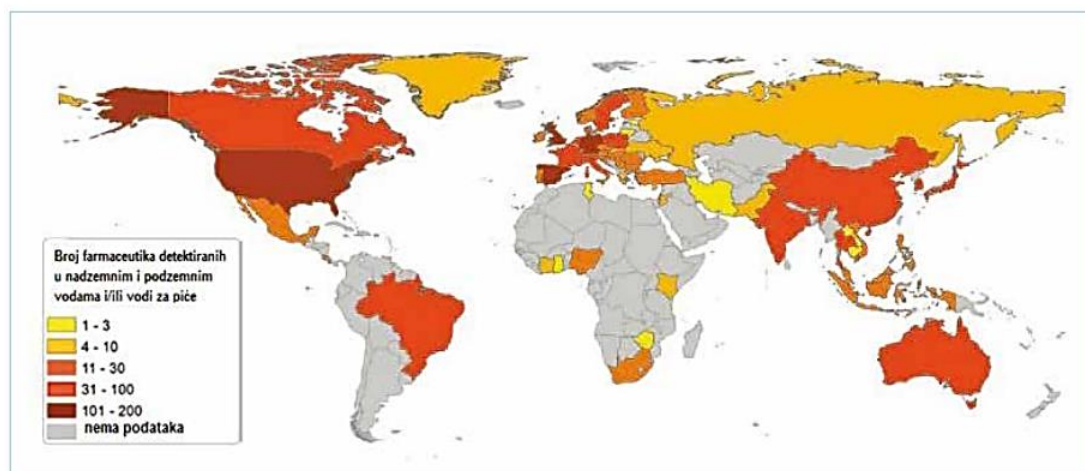 Broj farmaceutika detektiranih
u nadzemnim i podzemnim
vodama i/ili vodi za piće
1 - 3
4 - 10
11 - 30
31 - 100
101 - 200
nema podataka